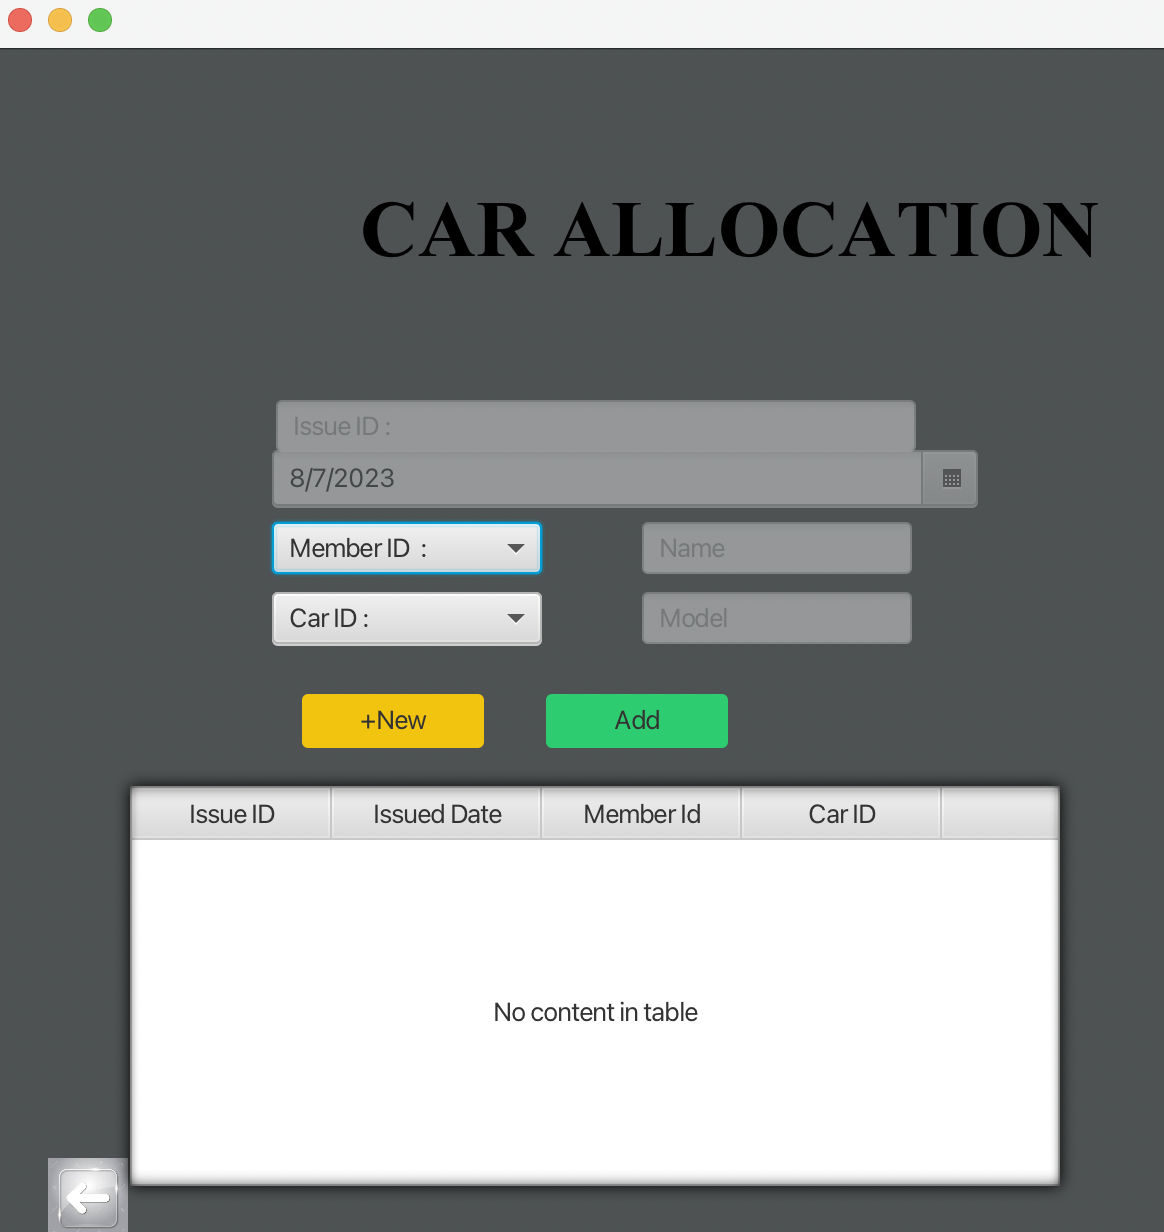 CAR ALLOCATION
Issue ID :
8/7/2023
Member ID  : Name
Car ID : Model
+New Add
Issue ID Issued Date Member Id Car ID
No content in table